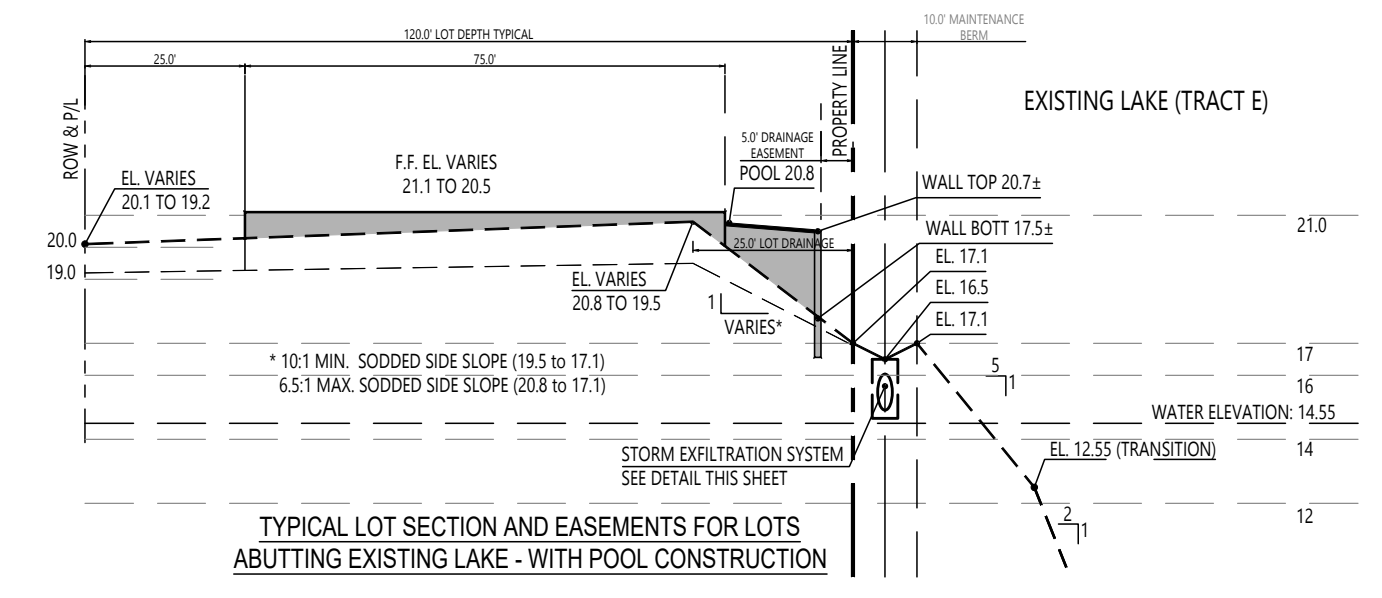 10.0' MAINTENANCE
BERM
120.0' LOT DEPTH TYPICAL
25.0'
75.0'
ROW & P/L
PROPERTY LINE
EXISTING LAKE (TRACT E)
5.0' DRAINAGE
EASEMENT
POOL 20.8
F.F. EL. VARIES
21.1 TO 20.5
EL. VARIES
20.1 TO 19.2
WALL TOP 20.7±
WALL BOTT 17.5±
21.0
20.0
25.0' LOT DRAINAGE
EL. 17.1
19.0
EL. VARIES
20.8 TO 19.5
EL. 16.5
1
VARIES*
EL. 17.1
* 10:1 MIN. SODDED SIDE SLOPE (19.5 to 17.1)
6.5:1 MAX. SODDED SIDE SLOPE (20.8 to 17.1)
17
5
1
16
WATER ELEVATION: 14.55
STORM EXFILTRATION SYSTEM
SEE DETAIL THIS SHEET
EL. 12.55 (TRANSITION)
14
12
2
1
TYPICAL LOT SECTION AND EASEMENTS FOR LOTS
ABUTTING EXISTING LAKE - WITH POOL CONSTRUCTION